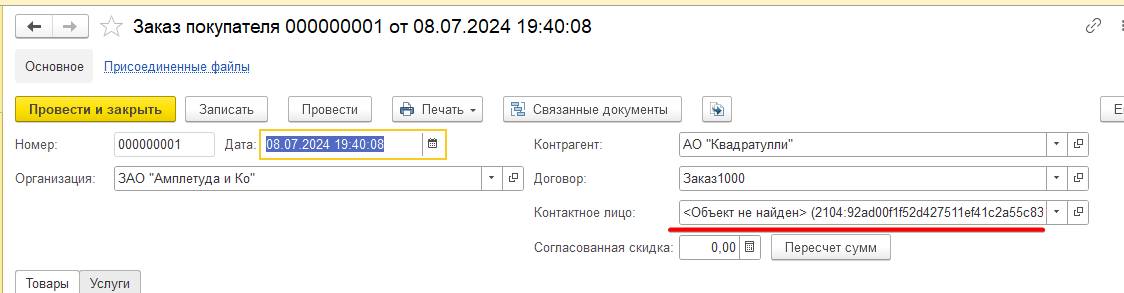 Заказ покупателя 000000001 от 08.07.2024 19:40:08
Основное Присоединенные файлы
Провести и закрыть Записать Провести Печать Связанные документы
Номер: 000000001 Дата: 08.07.2024 19:40:08 Контрагент: АО "Квадратулли"
Организация: ЗАО "Амплетуда и Ко" Договор: Заказ1000
Контактное лицо: <Объект не найден> (2104:92ad00f1f52d427511ef41c2a55c83
Согласованная скидка: 0,00 Пересчет сумм
Товары Услуги